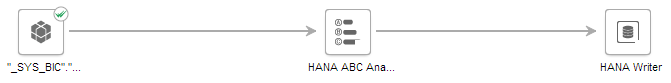 "_SYS_BIC"."...
HANA ABC Ana...
HANA Writer
A
B
C